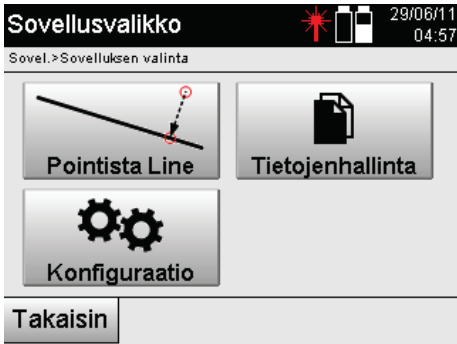 Sovellusvalikko
29/06/11
04:57
Sovel.>Sovelluksen valinta
Pointista Line
Tietojenhallinta
Konfiguraatio
Takaisin